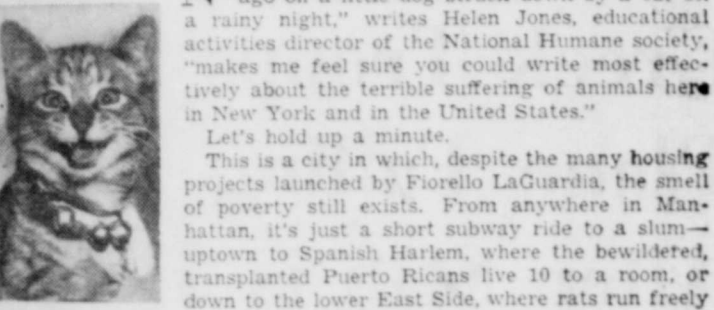 a rainy night," writes Helen Jones, educational
activities director of the National Humane society,
"makes me feel sure you could write most effec-
tively about the terrible suffering of animals here
in New York and in the United States."
Let's hold up a minute.
This is a city in which, despite the many housing
projects launched by Fiorello LaGuardia, the smell
of poverty still exists. From anywhere in Man-
hattan, it's just a short subway ride to a slum—
uptown to Spanish Harlem, where the bewildered,
transplanted Puerto Ricans live 10 to a room, or
down to the lower East Side, where rats run freely